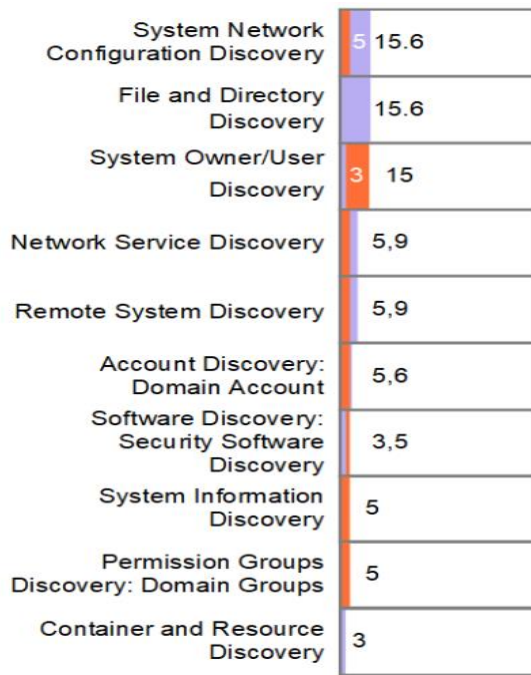 System Network
Configuration Discovery
5 15.6
File and Directory
Discovery
15.6
System Owner/User
Discovery
3 15
Network Service Discovery
5,9
Remote System Discovery
5,9
Account Discovery:
Domain Account
5,6
Software Discovery:
Security Software
Discovery
3,5
System Information
Discovery
5
Permission Groups
Discovery: Domain Groups
5
Container and Resource
Discovery
3